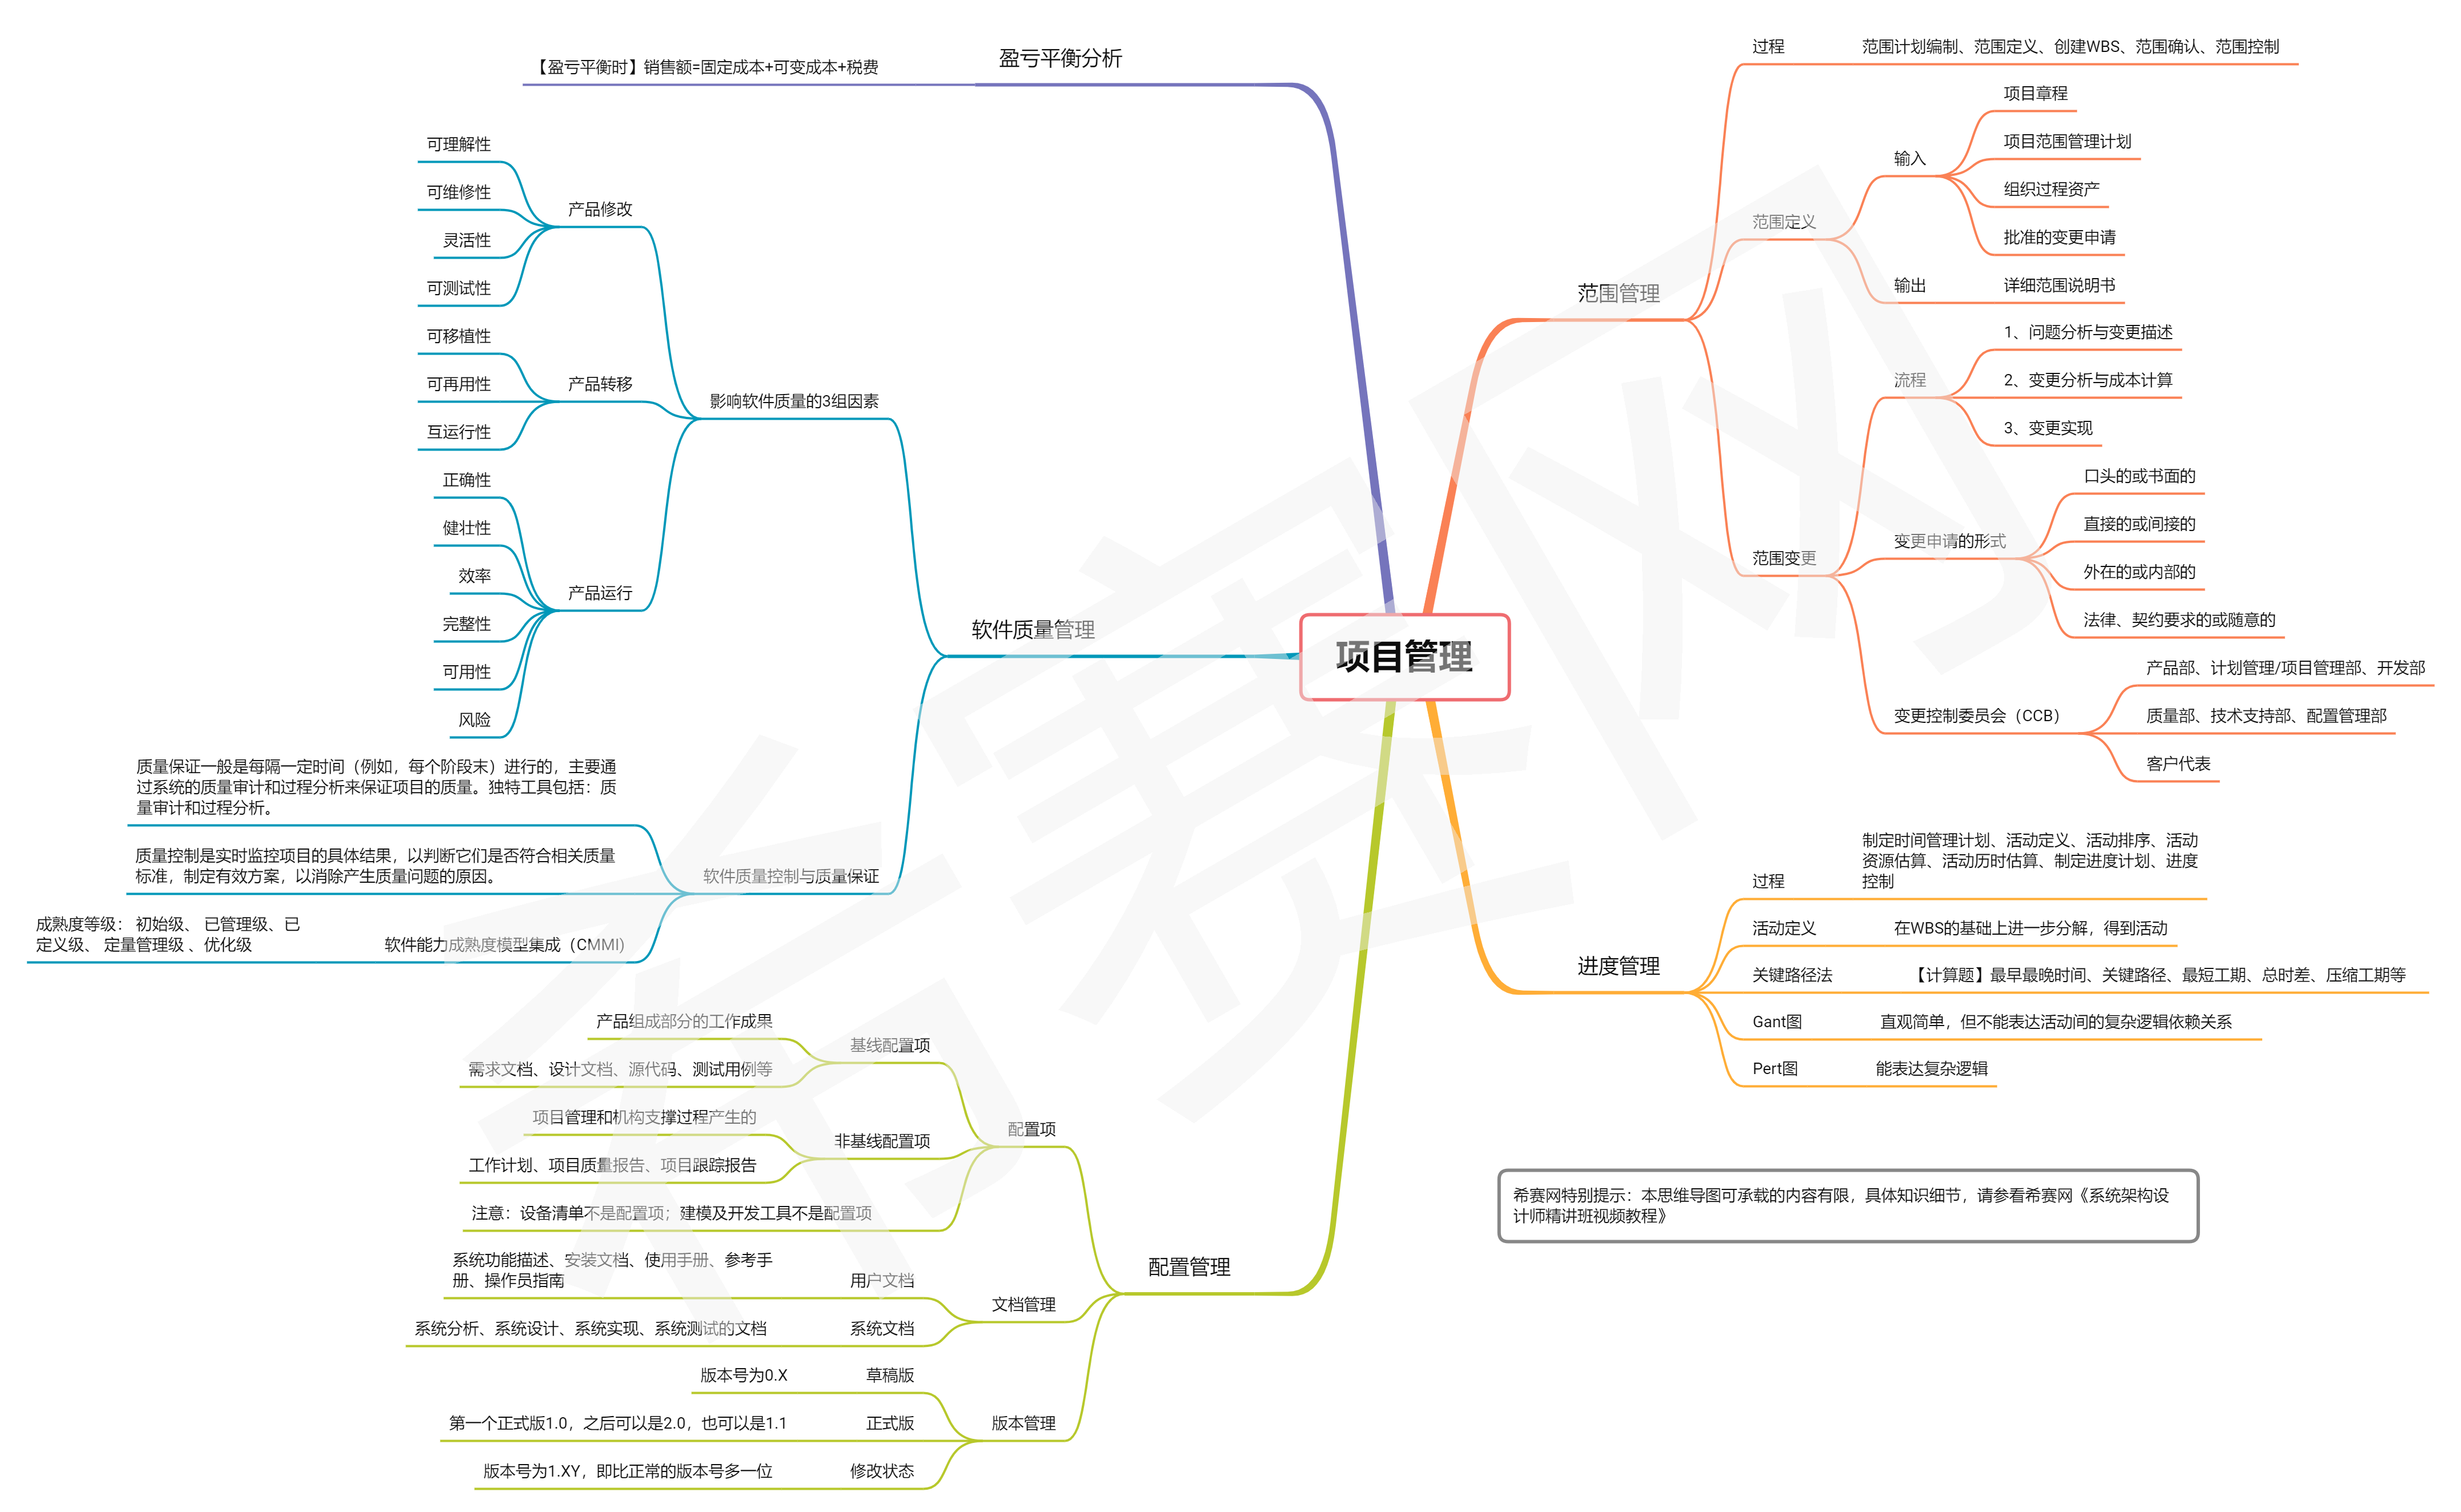 项目管理
范围管理
过程
范围计划编制、范围定义、创建WBS、范围确认、范围控制
范围定义
输入
项目章程
项目范围管理计划
组织过程资产
批准的变更申请
输出
详细范围说明书
范围变更
流程
1、问题分析与变更描述
2、变更分析与成本计算
3、变更实现
变更申请的形式
口头的或书面的
直接的或间接的
外在的或内部的
法律、契约要求的或随意的
变更控制委员会（CCB）
产品部、计划管理/项目管理部、开发部
质量部、技术支持部、配置管理部
客户代表
进度管理
过程
制定时间管理计划、活动定义、活动排序、活动
资源估算、活动历时估算、制定进度计划、进度
控制
活动定义
在WBS的基础上进一步分解，得到活动
关键路径法
【计算题】最早最晚时间、关键路径、最短工期、总时差、压缩工期等
Gant图
直观简单，但不能表达活动间的复杂逻辑依赖关系
Pert图
能表达复杂逻辑
盈亏平衡分析
【盈亏平衡时】销售额=固定成本+可变成本+税费
软件质量管理
影响软件质量的3组因素
产品修改
可理解性
可维修性
灵活性
可测试性
产品转移
可移植性
可再用性
互运行性
产品运行
正确性
健壮性
效率
完整性
可用性
风险
软件质量控制与质量保证
质量保证一般是每隔一定时间（例如，每个阶段末）进行的，主要通
过系统的质量审计和过程分析来保证项目的质量。独特工具包括：质
量审计和过程分析。
质量控制是实时监控项目的具体结果，以判断它们是否符合相关质量
标准，制定有效方案，以消除产生质量问题的原因。
软件能力成熟度模型集成（CMMI）
成熟度等级： 初始级、 已管理级、已
定义级、 定量管理级 、优化级
配置管理
配置项
基线配置项
产品组成部分的工作成果
需求文档、设计文档、源代码、测试用例等
非基线配置项
项目管理和机构支撑过程产生的
工作计划、项目质量报告、项目跟踪报告
注意：设备清单不是配置项；建模及开发工具不是配置项
文档管理
用户文档
系统功能描述、安装文档、使用手册、参考手
册、操作员指南
系统文档
系统分析、系统设计、系统实现、系统测试的文档
版本管理
草稿版
版本号为0.X
正式版
第一个正式版1.0，之后可以是2.0，也可以是1.1
修改状态
版本号为1.XY，即比正常的版本号多一位
希赛网特别提示：本思维导图可承载的内容有限，具体知识细节，请参看希赛网《系统架构设
计师精讲班视频教程》
希赛网